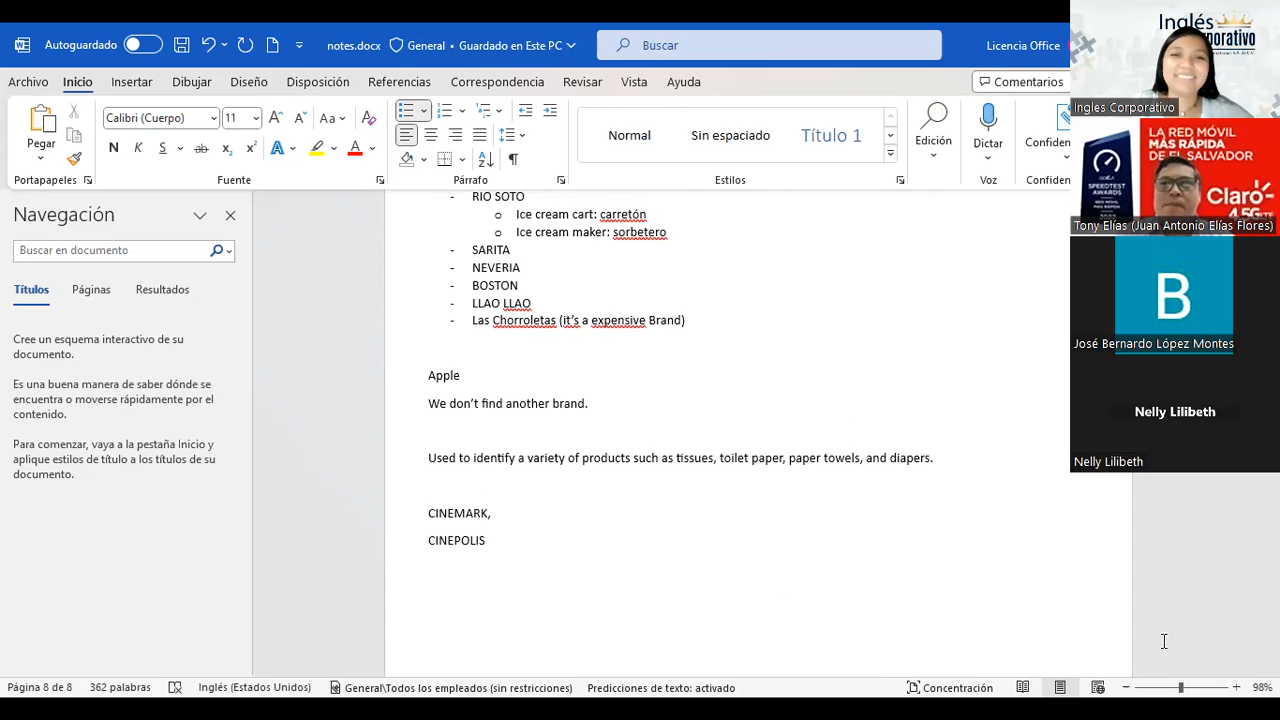 Autoguardado
notes.docx
General • Guardado en Este PC
Buscar
Licencia Office
Archivo
Inicio
Insertar
Dibujar
Diseño
Disposición
Referencias
Correspondencia
Revisar
Vista
Ayuda
Comentarios
Pegar
Portapapeles
Calibri (Cuerpo)
11
Fuente
Párrafo
Normal
Sin espaciado
Título 1
Estilos
Edición
Dictar
Voz
Confiden
Navegación
Buscar en documento
Títulos
Páginas
Resultados
Cree un esquema interactivo de su
documento.
Es una buena manera de saber dónde se
encuentra o moverse rápidamente por el
contenido.
Para comenzar, vaya a la pestaña Inicio y
aplique estilos de título a los títulos de su
documento.
- RIO SOTO
o Ice cream cart: carretón
o Ice cream maker: sorbetero
- SARITA
- NEVERIA
- BOSTON
- LLAO LLAO
- Las Chorroletas (it's a expensive Brand)
Apple
We don't find another brand.
Used to identify a variety of products such as tissues, toilet paper, paper towels, and diapers.
CINEMARK,
CINEPOLIS
Inglés
Ingles Corporativo
SPEEDTEST
AWARDS
LA RED MÓVIL
MÁS RÁPIDA
DE EL SALVADOR
Claro
4.5G
Tony Elías (Juan Antonio Elías Flores)
B
José Bernardo López Montes
Nelly Lilibeth
Nelly Lilibeth
Página 8 de 8
362 palabras
Inglés (Estados Unidos)
General\Todos los empleados (sin restricciones)
Predicciones de texto: activado
Concentración
98%